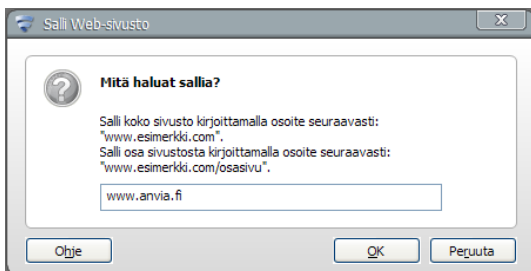 Salli Web-sivusto
Mitä haluat sallia?
Salli koko sivusto kirjoittamalla osoite seuraavasti:
"www.esimerkki.com".
Salli osa sivustosta kirjoittamalla osoite seuraavasti:
"www.esimerkki.com/osasivu".
www.anvia.fi
Ohje OK Peruuta